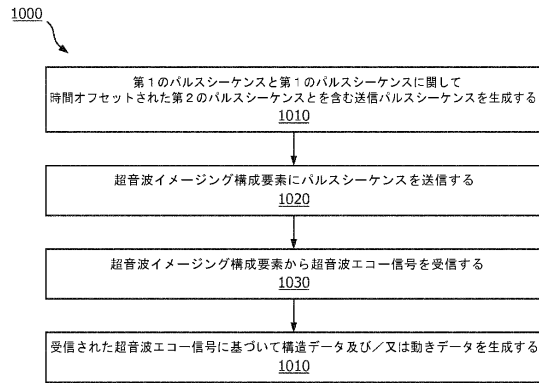 1000
第１のパルスシーケンスと第１のパルスシーケンスに関して
時間オフセットされた第２のパルスシーケンスとを含む送信パルスシーケンスを生成する
1010
超音波イメージング構成要素にパルスシーケンスを送信する
1020
超音波イメージング構成要素から超音波エコー信号を受信する
1030
受信された超音波エコー信号に基づいて構造データ及び／又は動きデータを生成する
1010